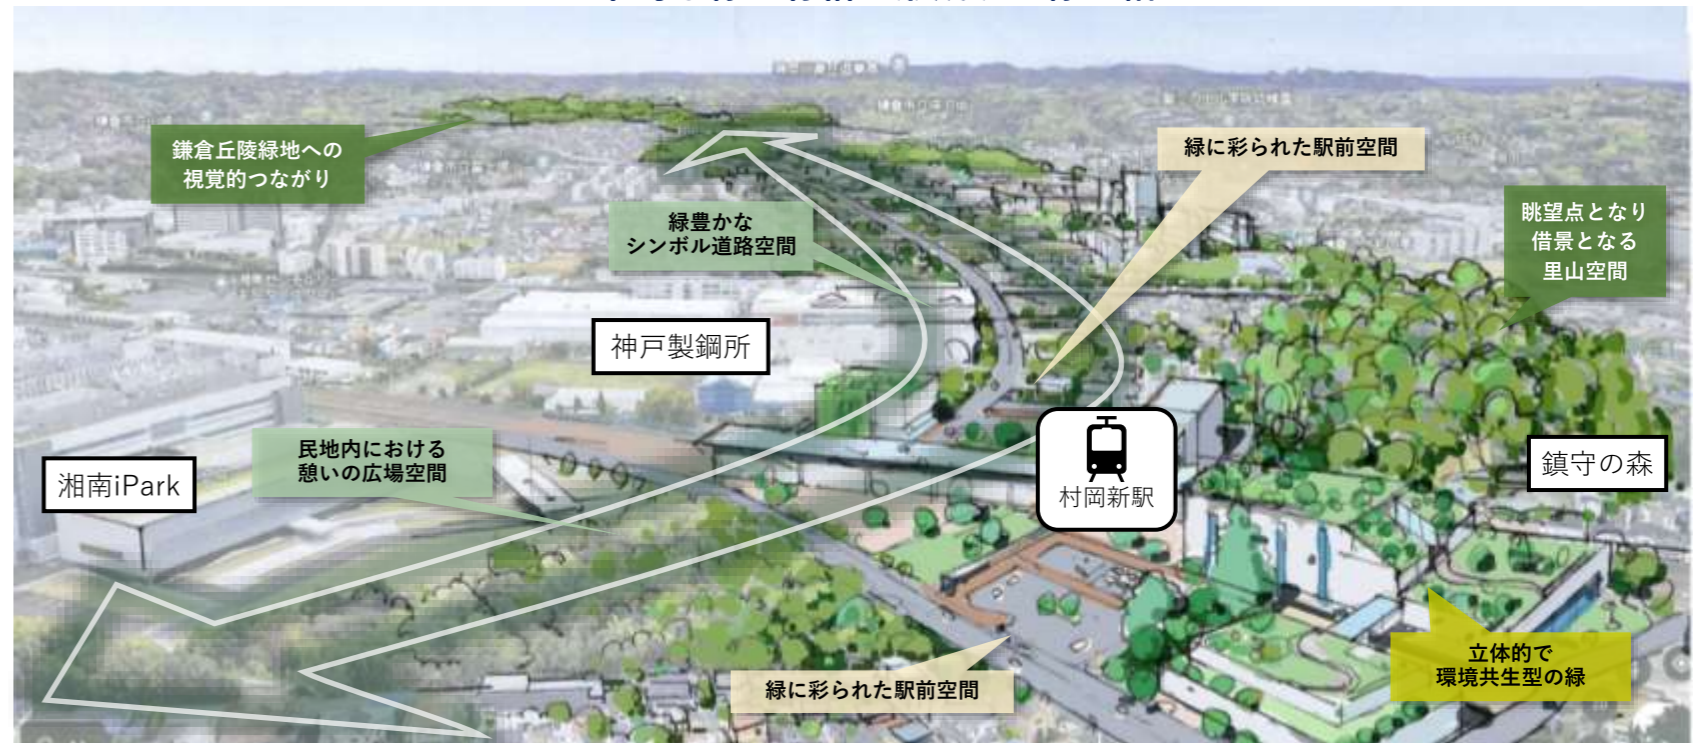 鎌倉丘陵緑地への
視覚的つながり
緑に彩られた駅前空間
緑豊かな
シンボル道路空間
眺望点となり
借景となる
里山空間
神戸製鋼所
民地内における
憩いの広場空間
湘南iPark
村岡新駅
鎮守の森
緑に彩られた駅前空間
立体的で
環境共生型の緑